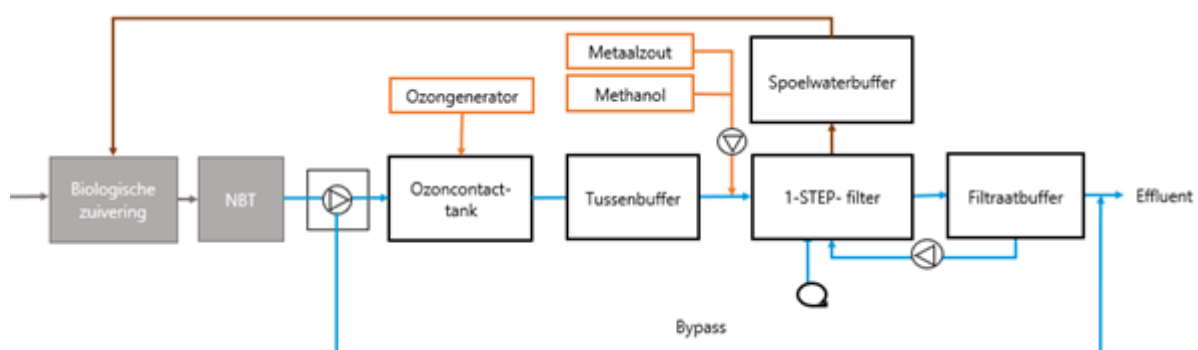 Metaalzout
Methanol
Spoelwaterbuffer
Ozongenerator
Biologische
zuivering
NBT
Ozoncontact-
tank
Tussenbuffer
1-STEP- filter
Filtraatbuffer
Effluent
Bypass